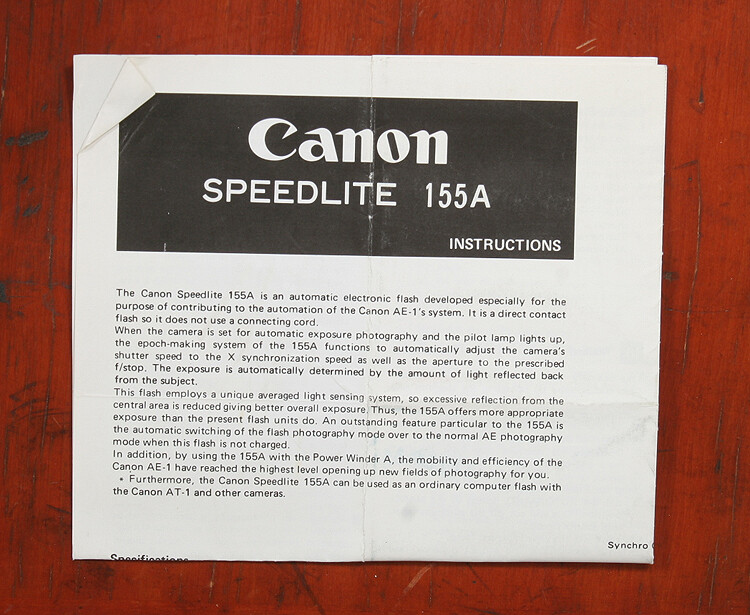 Canon
SPEEDLITE 155A
INSTRUCTIONS
The Canon Speedlite 155A is an automatic electronic flash developed especially for the
purpose of contributing to the automation of the Canon AE-1's system. It is a direct contact
flash so it does not use a connecting cord.
When the camera is set for automatic exposure photography and the pilot lamp lights up,
the epoch-making system of the 155A functions to automatically adjust the camera's
shutter speed to the X synchronization speed as well as the aperture to the prescribed
f/stop. The exposure is automatically determined by the amount of light reflected back
from the subject.
This flash employs a unique averaged light sensing system, so excessive reflection from the
central area is reduced giving better overall exposure. Thus, the 155A offers more appropriate
exposure than the present flash units do. An outstanding feature particular to the 155A is
the automatic switching of the flash photography mode over to the normal AE photography
mode when this flash is not charged.
In addition, by using the 155A with the Power Winder A, the mobility and efficiency of the
Canon AE-1 have reached the highest level opening up new fields of photography for you.
* Furthermore, the Canon Speedlite 155A can be used as an ordinary computer flash with
the Canon AT-1 and other cameras.
Synchro
Specifications